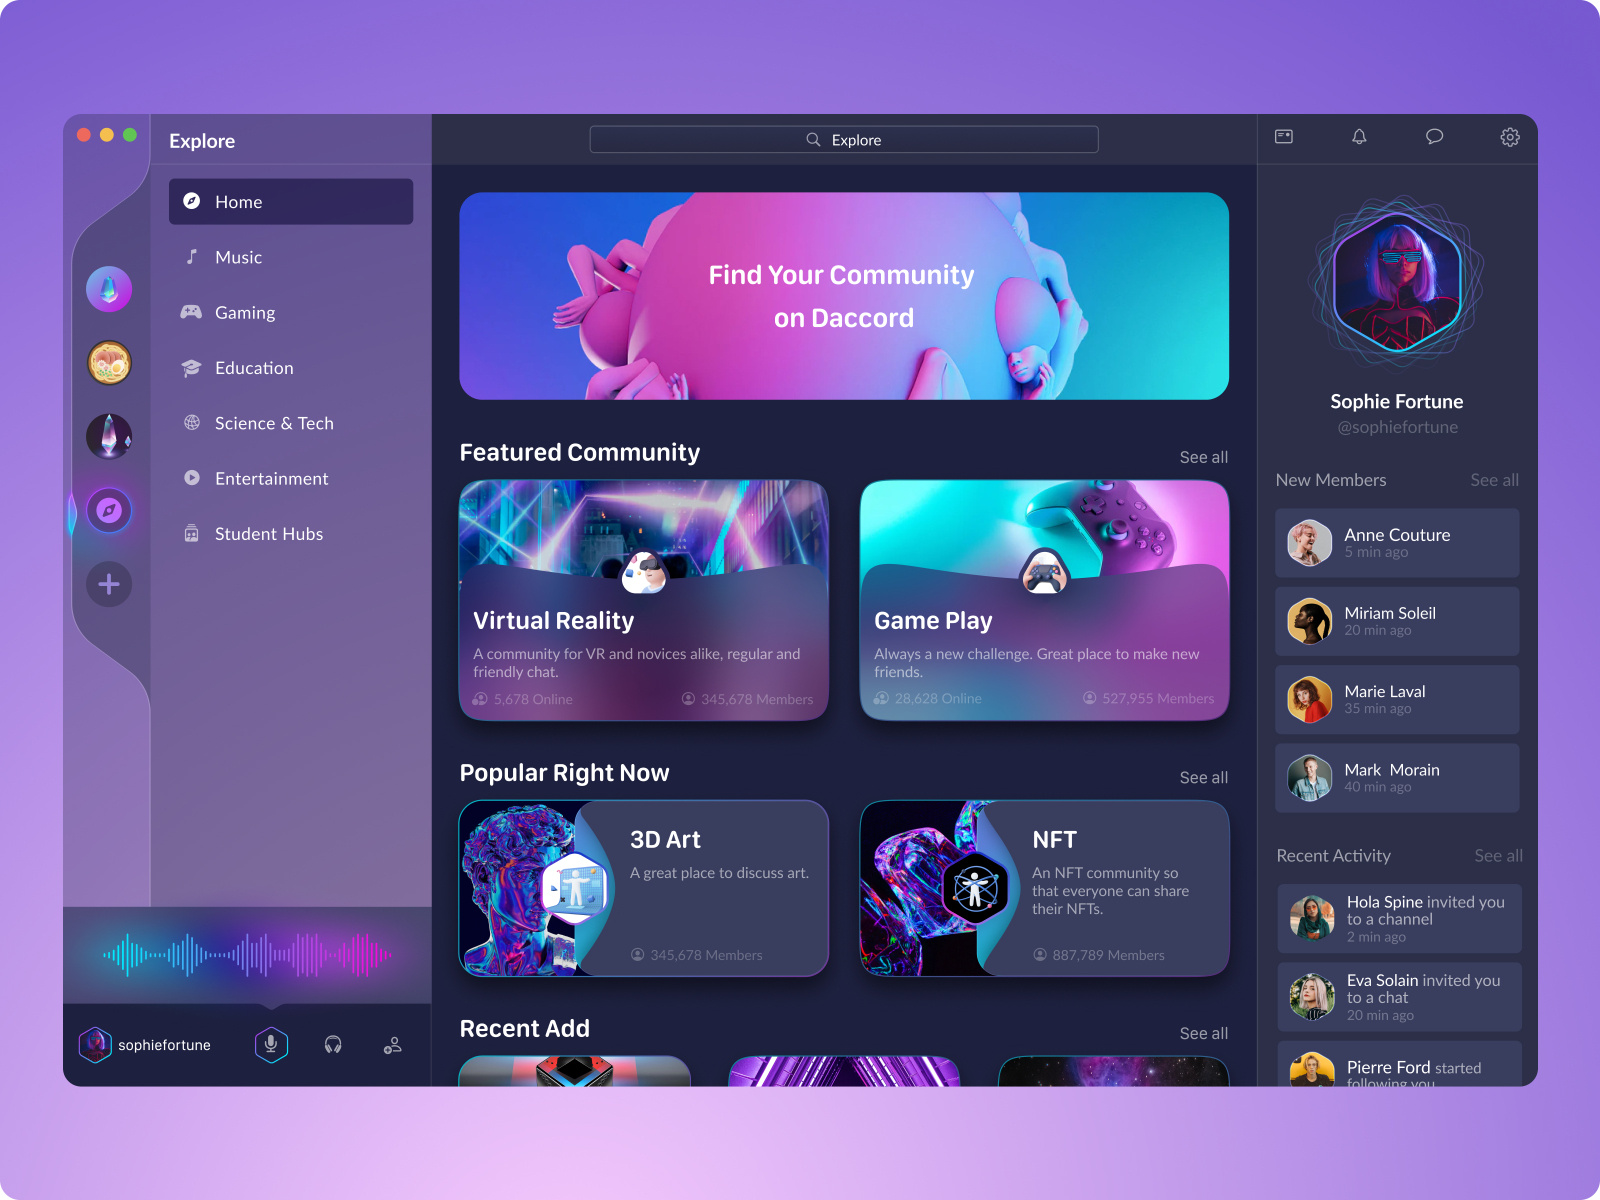 Explore
Home
Music
Gaming
Education
Science & Tech
Entertainment
Student Hubs
sophiefortune
Explore
Find Your Community
on Daccord
Featured Community
See all
Virtual Reality
A community for VR and novices alike, regular and
friendly chat.
5,678 Online
345,678 Members
Game Play
Always a new challenge. Great place to make new
friends.
28,628 Online
527,955 Members
Popular Right Now
See all
3D Art
A great place to discuss art.
345,678 Members
NFT
An NFT community so
that everyone can share
their NFTs.
887,789 Members
Recent Add
See all
Sophie Fortune
@sophiefortune
New Members
See all
Anne Couture
5 min ago
Miriam Soleil
20 min ago
Marie Laval
35 min ago
Mark Morain
40 min ago
Recent Activity
See all
Hola Spine invited you
to a channel
2 min ago
Eva Solain invited you
to a chat
20 min ago
Pierre Ford started
following you